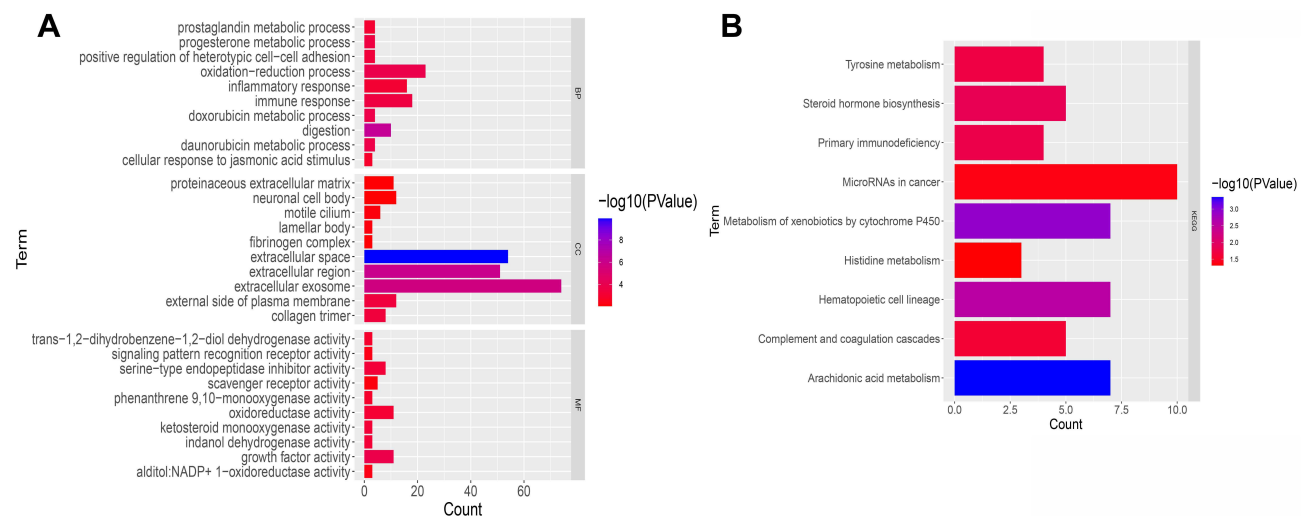 A
prostaglandin metabolic process
progesterone metabolic process
positive regulation of heterotypic cell−cell adhesion
oxidation−reduction process
inflammatory response
immune response
doxorubicin metabolic process
digestion
daunorubicin metabolic process
cellular response to jasmonic acid stimulus
BP
proteinaceous extracellular matrix
neuronal cell body
motile cilium
lamellar body
fibrinogen complex
extracellular space
extracellular region
extracellular exosome
external side of plasma membrane
collagen trimer
CC
trans−1,2−dihydrobenzene−1,2−diol dehydrogenase activity
signaling pattern recognition receptor activity
serine−type endopeptidase inhibitor activity
scavenger receptor activity
phenanthrene 9,10−monooxygenase activity
oxidoreductase activity
ketosteroid monooxygenase activity
indanol dehydrogenase activity
growth factor activity
alditol:NADP+ 1−oxidoreductase activity
MF
0 20 40 60
Count
Term
−log10(PValue)
8
6
4
B
Tyrosine metabolism
Steroid hormone biosynthesis
Primary immunodeficiency
MicroRNAs in cancer
Metabolism of xenobiotics by cytochrome P450
Histidine metabolism
Hematopoietic cell lineage
Complement and coagulation cascades
Arachidonic acid metabolism
KEGG
0.0 2.5 5.0 7.5 10.0
Count
Term
−log10(PValue)
3.0
2.5
2.0
1.5